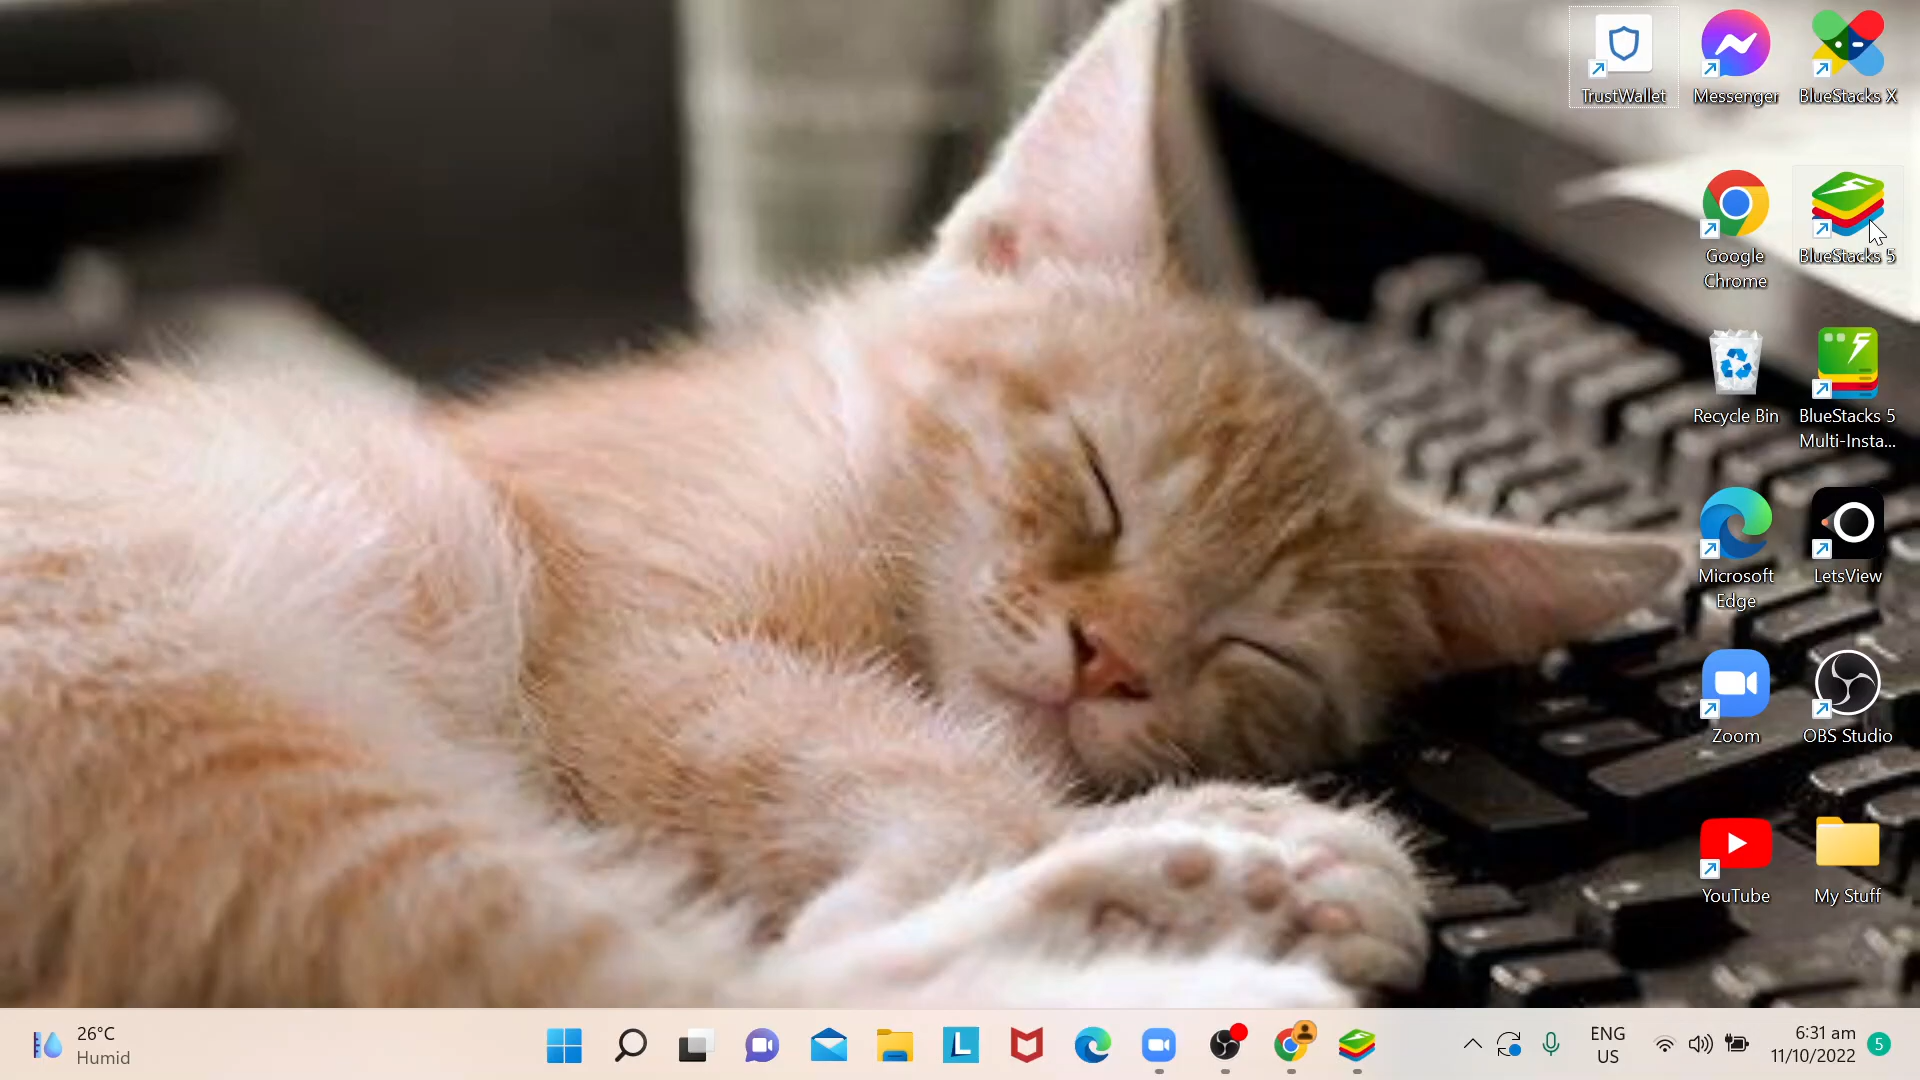 TrustWallet
Messenger
BlueStacks X
Google
Chrome
BlueStacks 5
Recycle Bin
BlueStacks 5
Multi-Insta...
Microsoft
Edge
LetsView
Zoom
OBS Studio
YouTube
My Stuff
26°C
Humid
L
ENG
US
6:31 am
11/10/2022
5